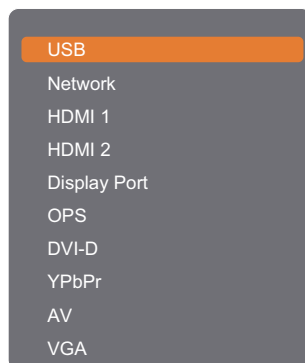 USB
Network
HDMI 1
HDMI 2
Display Port
OPS
DVI-D
YPbPr
AV
VGA